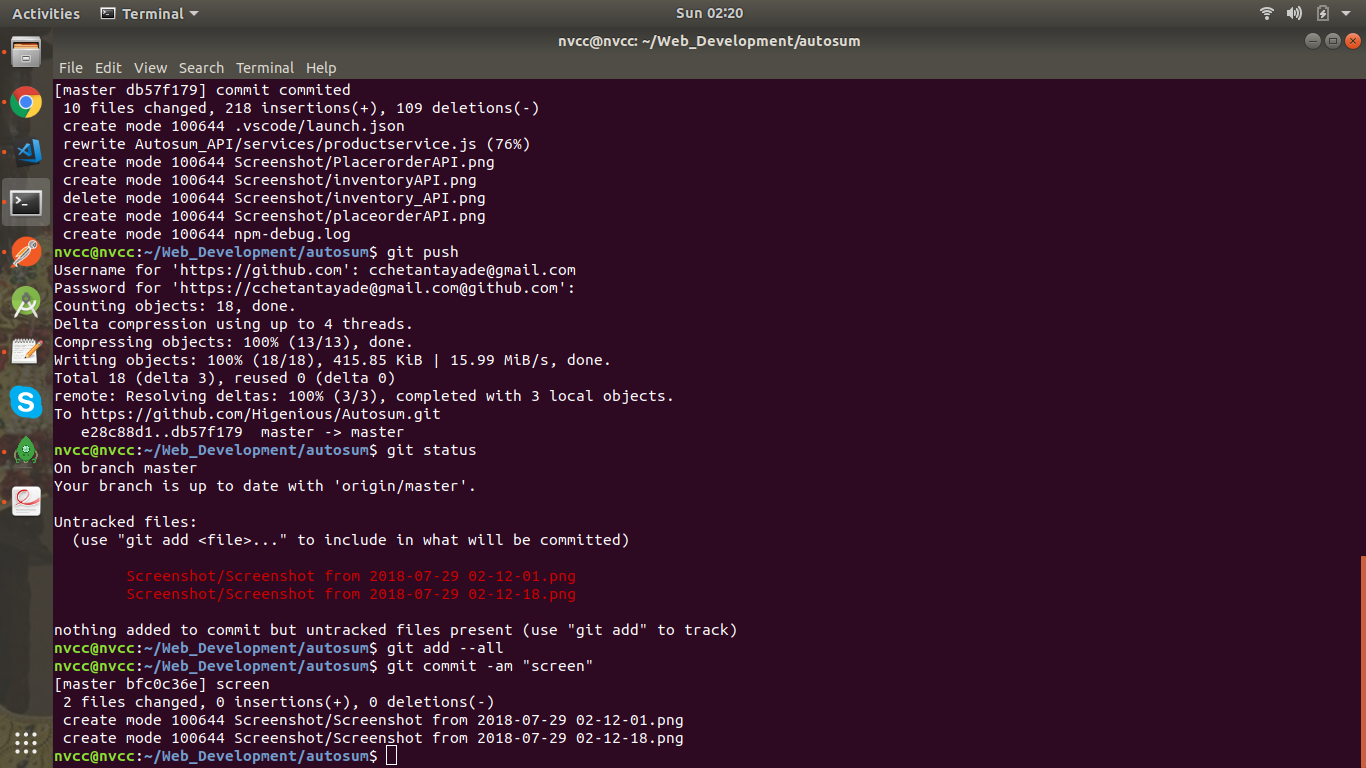 Activities Terminal Sun 02:20
nvcc@nvcc: ~/Web_Development/autosum
File Edit View Search Terminal Help
[master db57f179] commit commited
 10 files changed, 218 insertions(+), 109 deletions(-)
 create mode 100644 .vscode/launch.json
 rewrite Autosum_API/services/productservice.js (76%)
 create mode 100644 Screenshot/PlacerorderAPI.png
 create mode 100644 Screenshot/inventoryAPI.png
 delete mode 100644 Screenshot/inventory_API.png
 create mode 100644 Screenshot/placeorderAPI.png
 create mode 100644 npm-debug.log
nvcc@nvcc:~/Web_Development/autosum$ git push
Username for 'https://github.com': cchetantayade@gmail.com
Password for 'https://cchetantayade@gmail.com@github.com':
Counting objects: 18, done.
Delta compression using up to 4 threads.
Compressing objects: 100% (13/13), done.
Writing objects: 100% (18/18), 415.85 KiB | 15.99 MiB/s, done.
Total 18 (delta 3), reused 0 (delta 0)
remote: Resolving deltas: 100% (3/3), completed with 3 local objects.
To https://github.com/Higenious/Autosum.git
   e28c88d1..db57f179  master -> master
nvcc@nvcc:~/Web_Development/autosum$ git status
On branch master
Your branch is up to date with 'origin/master'.
Untracked files:
  (use "git add <file>..." to include in what will be committed)
        Screenshot/Screenshot from 2018-07-29 02-12-01.png
        Screenshot/Screenshot from 2018-07-29 02-12-18.png
nothing added to commit but untracked files present (use "git add" to track)
nvcc@nvcc:~/Web_Development/autosum$ git add --all
nvcc@nvcc:~/Web_Development/autosum$ git commit -am "screen"
[master bfc0c36e] screen
 2 files changed, 0 insertions(+), 0 deletions(-)
 create mode 100644 Screenshot/Screenshot from 2018-07-29 02-12-01.png
 create mode 100644 Screenshot/Screenshot from 2018-07-29 02-12-18.png
nvcc@nvcc:~/Web_Development/autosum$